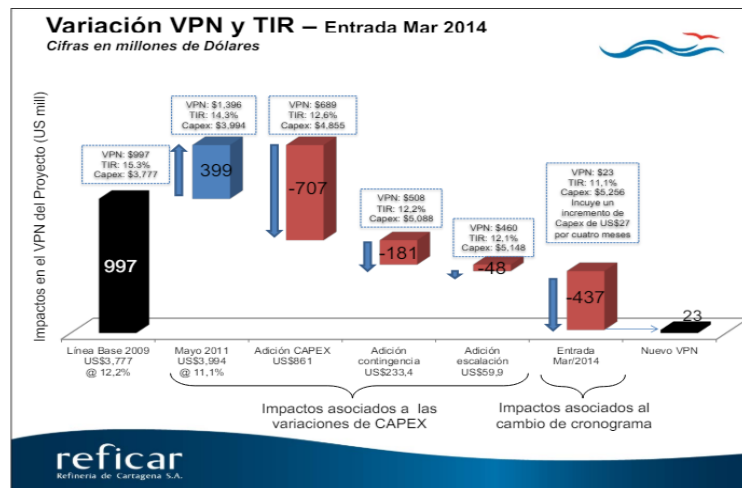 Variación VPN y TIR – Entrada Mar 2014
Cifras en millones de Dólares
Impactos en el VPN del Proyecto (US mill)
VPN: $997
TIR: 15.3%
Capex: $3,777
997
VPN: $1,396
TIR: 14,3%
Capex: $3,994
399
VPN: $689
TIR: 12,6%
Capex: $4,855
-707
VPN: $508
TIR: 12,2%
Capex: $5,088
-181
VPN: $460
TIR: 12,1%
Capex: $5,148
-48
VPN: $23
TIR: 11,1%
Capex: $5,256
Incuye un
incremento de
Capex de US$27
por cuatro meses
-437
23
Línea Base 2009
US$3,777
@ 12,2%
Mayo 2011
US$3,994
@ 11,1%
Adición CAPEX
US$861
Adición
contingencia
US$233,4
Adición
escalación
US$59,9
Entrada
Mar/2014
Nuevo VPN
Impactos asociados a las
variaciones de CAPEX
Impactos asociados al
cambio de cronograma
reficar
Refinería de Cartagena S.A.